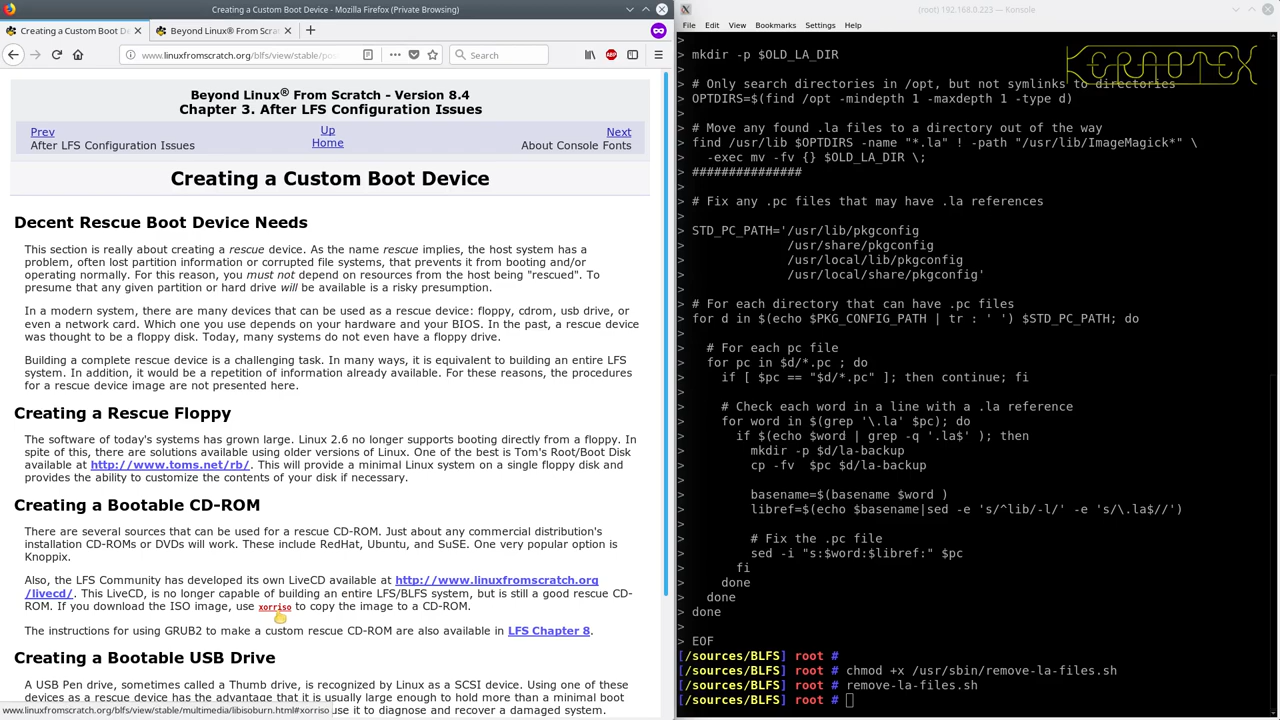 Creating a Custom Boot Device - Mozilla Firefox (Private Browsing)
Creating a Custom Boot D
Beyond Linux® From Scra
www.linuxfromscratch.org/blfs/view/stable/pos
Search
Beyond Linux® From Scratch - Version 8.4
Chapter 3. After LFS Configuration Issues
Prev
Up
Next
After LFS Configuration Issues
Home
About Console Fonts
Creating a Custom Boot Device
Decent Rescue Boot Device Needs
This section is really about creating a rescue device. As the name rescue implies, the host system has a
problem, often lost partition information or corrupted file systems, that prevents it from booting and/or
operating normally. For this reason, you must not depend on resources from the host being "rescued". To
presume that any given partition or hard drive will be available is a risky presumption.
In a modern system, there are many devices that can be used as a rescue device: floppy, cdrom, usb drive, or
even a network card. Which one you use depends on your hardware and your BIOS. In the past, a rescue device
was thought to be a floppy disk. Today, many systems do not even have a floppy drive.
Building a complete rescue device is a challenging task. In many ways, it is equivalent to building an entire LFS
system. In addition, it would be a repetition of information already available. For these reasons, the procedures
for a rescue device image are not presented here.
Creating a Rescue Floppy
The software of today's systems has grown large. Linux 2.6 no longer supports booting directly from a floppy. In
spite of this, there are solutions available using older versions of Linux. One of the best is Tom's Root/Boot Disk
available at http://www.toms.net/rb/. This will provide a minimal Linux system on a single floppy disk and
provides the ability to customize the contents of your disk if necessary.
Creating a Bootable CD-ROM
There are several sources that can be used for a rescue CD-ROM. Just about any commercial distribution's
installation CD-ROMs or DVDs will work. These include RedHat, Ubuntu, and SuSE. One very popular option is
Knoppix.
Also, the LFS Community has developed its own LiveCD available at http://www.linuxfromscratch.org
/livecd/. This LiveCD, is no longer capable of building an entire LFS/BLFS system, but is still a good rescue CD-
ROM. If you download the ISO image, use xorriso to copy the image to a CD-ROM.
The instructions for using GRUB2 to make a custom rescue CD-ROM are also available in LFS Chapter 8.
Creating a Bootable USB Drive
A USB Pen drive, sometimes called a Thumb drive, is recognized by Linux as a SCSI device. Using one of these
devices as a rescue device has the advantage that it is usually large enough to hold more than a minimal boot
www.linuxfromscratch.org/blfs/view/stable/multimedia/libisoburn.html#xorriso
use it to diagnose and recover a damaged system.
(root) 192.168.0.223 — Konsole
File Edit View Bookmarks Settings Help
KERNOTEX
>
> mkdir -p $OLD_LA_DIR
>
> # Only search directories in /opt, but not symlinks to directories
> OPTDIRS=$(find /opt -mindepth 1 -maxdepth 1 -type d)
>
> # Move any found .la files to a directory out of the way
> find /usr/lib $OPTDIRS -name "*.la" ! -path "/usr/lib/ImageMagick*" \
>   -exec mv -fv {} $OLD_LA_DIR \;
> ###############
>
> # Fix any .pc files that may have .la references
>
> STD_PC_PATH='/usr/lib/pkgconfig
>              /usr/share/pkgconfig
>              /usr/local/lib/pkgconfig
>              /usr/local/share/pkgconfig'
>
> # For each directory that can have .pc files
> for d in $(echo $PKG_CONFIG_PATH | tr : ' ') $STD_PC_PATH; do
>
>   # For each pc file
>   for pc in $d/*.pc ; do
>     if [ $pc == "$d/*.pc" ]; then continue; fi
>
>     # Check each word in a line with a .la reference
>     for word in $(grep '\.la' $pc); do
>       if $(echo $word | grep -q '.la$' ); then
>         mkdir -p $d/la-backup
>         cp -fv  $pc $d/la-backup
>
>         basename=$(basename $word )
>         libref=$(echo $basename|sed -e 's/^lib/-l/' -e 's/\.la$//')
>
>         # Fix the .pc file
>         sed -i "s:$word:$libref:" $pc
>       fi
>     done
>   done
> done
>
> EOF
[/sources/BLFS] root #
[/sources/BLFS] root # chmod +x /usr/sbin/remove-la-files.sh
[/sources/BLFS] root # remove-la-files.sh
[/sources/BLFS] root #